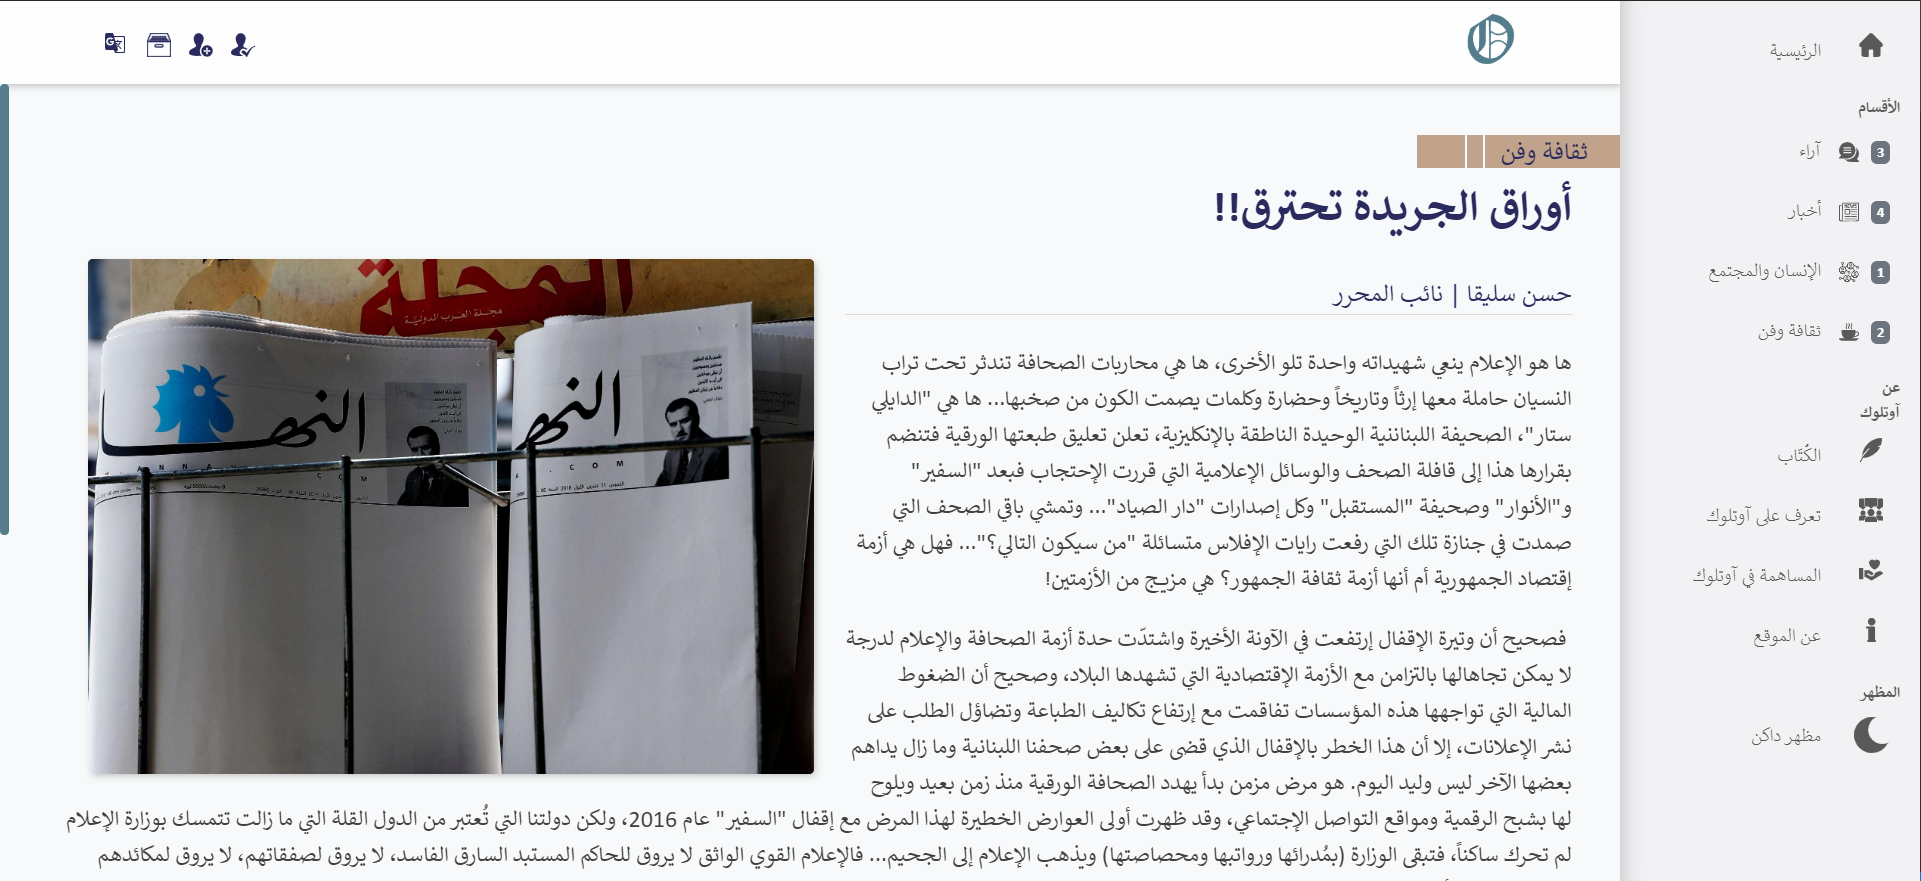 الرئيسية
الأقسام
3 آراء
4 أخبار
1 الإنسان والمجتمع
2 ثقافة وفن
عن
آوتلوك
الكُتّاب
تعرف على آوتلوك
المساهمة في آوتلوك
عن الموقع
المظهر
مظهر داكن
ثقافة وفن
أوراق الجريدة تحترق!!
حسن سليقا | نائب المحرر
ها هو الإعلام ينعي شهيداته واحدة تلو الأخرى، ها هي محاربات الصحافة تندثر تحت تراب
النسيان حاملة معها إرثاً وتاريخاً وحضارة وكلمات يصمت الكون من صخبها... ها هي "الدايلي
ستار"، الصحيفة اللبنانية الوحيدة الناطقة بالإنكليزية، تعلن تعليق طبعتها الورقية فتنضم
بقرارها هذا إلى قافلة الصحف والوسائل الإعلامية التي قررت الإحتجاب فبعد "السفير"
و"الأنوار" وصحيفة "المستقبل" وكل إصدارات "دار الصياد"... وتمشي باقي الصحف التي
صمدت في جنازة تلك التي رفعت رايات الإفلاس متسائلة "من سيكون التالي؟"... فهل هي أزمة
إقتصاد الجمهورية أم أنها أزمة ثقافة الجمهور؟ هي مزيج من الأزمتين!
فصحيح أن وتيرة الإقفال إرتفعت في الآونة الأخيرة واشتدّت حدة أزمة الصحافة والإعلام لدرجة
لا يمكن تجاهالها بالتزامن مع الأزمة الإقتصادية التي تشهدها البلاد، وصحيح أن الضغوط
المالية التي تواجهها هذه المؤسسات تفاقمت مع إرتفاع تكاليف الطباعة وتضاؤل الطلب على
نشر الإعلانات، إلا أن هذا الخطر بالإقفال الذي قضى على بعض صحفنا اللبنانية وما زال يداهم
بعضها الآخر ليس وليد اليوم. هو مرض مزمن بدأ يهدد الصحافة الورقية منذ زمن بعيد ويلوح
لها بشبح الرقمية ومواقع التواصل الإجتماعي، وقد ظهرت أولى العوارض الخطيرة لهذا المرض مع إقفال "السفير" عام 2016، ولكن دولتنا التي تُعتبر من الدول القلة التي ما زالت تتمسك بوزارة الإعلام
لم تحرك ساكناً، فتبقى الوزارة (بمُدرائها ورواتبها ومحصاصتها) ويذهب الإعلام إلى الجحيم... فالإعلام القوي الواثق لا يروق للحاكم المستبد السارق الفاسد، لا يروق لصفقاتهم، لا يروق لمكائدهم
المجلة
مجلة العرب الدولية
النهار
النهار